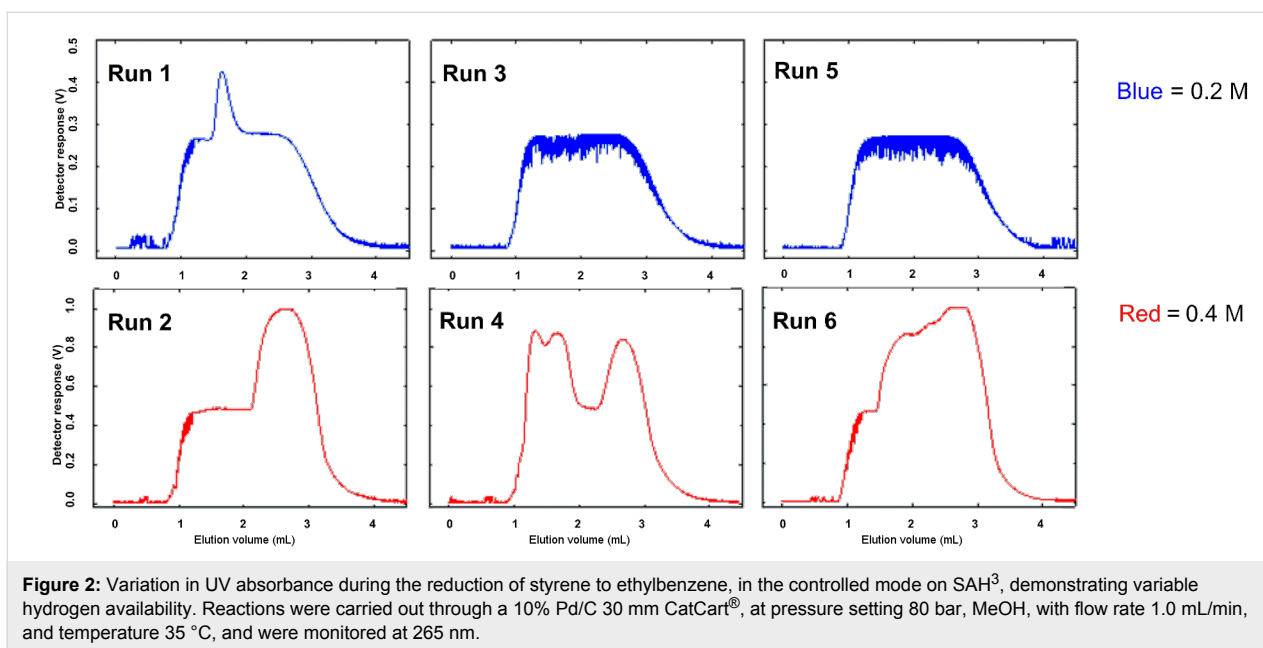 0.5
0.4
0.3
0.2
0.1
0.0
Detector response (V)
Run 1
0 1 2 3 4
Run 3
0 1 2 3 4
Run 5
0 1 2 3 4
Blue = 0.2 M
1.0
0.8
0.6
0.4
0.2
0.0
Detector response (V)
Run 2
0 1 2 3 4
Elution volume (mL)
Run 4
0 1 2 3 4
Elution volume (mL)
Run 6
0 1 2 3 4
Elution volume (mL)
Red = 0.4 M
Figure 2: Variation in UV absorbance during the reduction of styrene to ethylbenzene, in the controlled mode on SAH³, demonstrating variable
hydrogen availability. Reactions were carried out through a 10% Pd/C 30 mm CatCart®, at pressure setting 80 bar, MeOH, with flow rate 1.0 mL/min,
and temperature 35 °C, and were monitored at 265 nm.